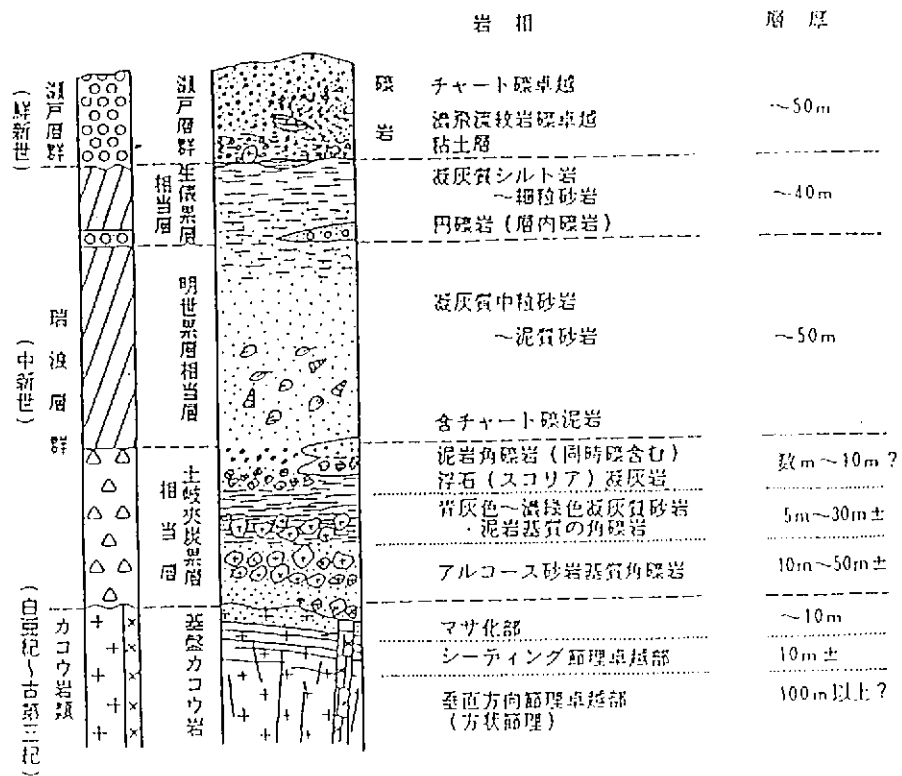 岩相
層厚
(鮮新世)
瀬戸層群
瀬戸層群
礫岩
チャート礫卓越
濃飛流紋岩礫卓越
粘土層
～50m
(中新世)
瑞浪層群
生俵累層
相当層
凝灰質シルト岩
～細粒砂岩
円礫岩(層内礫岩)
～40m
明世累層相当層
凝灰質中粒砂岩
～泥質砂岩
含チャート礫泥岩
～50m
土岐夾炭累層
相当層
泥岩角礫岩(同時礫含む)
浮石(スコリア)凝灰岩
数m～10m?
青灰色～濃緑色凝灰質砂岩
・泥岩基質の角礫岩
5m～30m±
アルコース砂岩基質角礫岩
10m～50m±
(白亜紀～古第三紀)
カコウ岩類
基盤カコウ岩
マサ化部
～10m
シーティング節理卓越部
10m±
垂直方向節理卓越部
(方状節理)
100m以上?